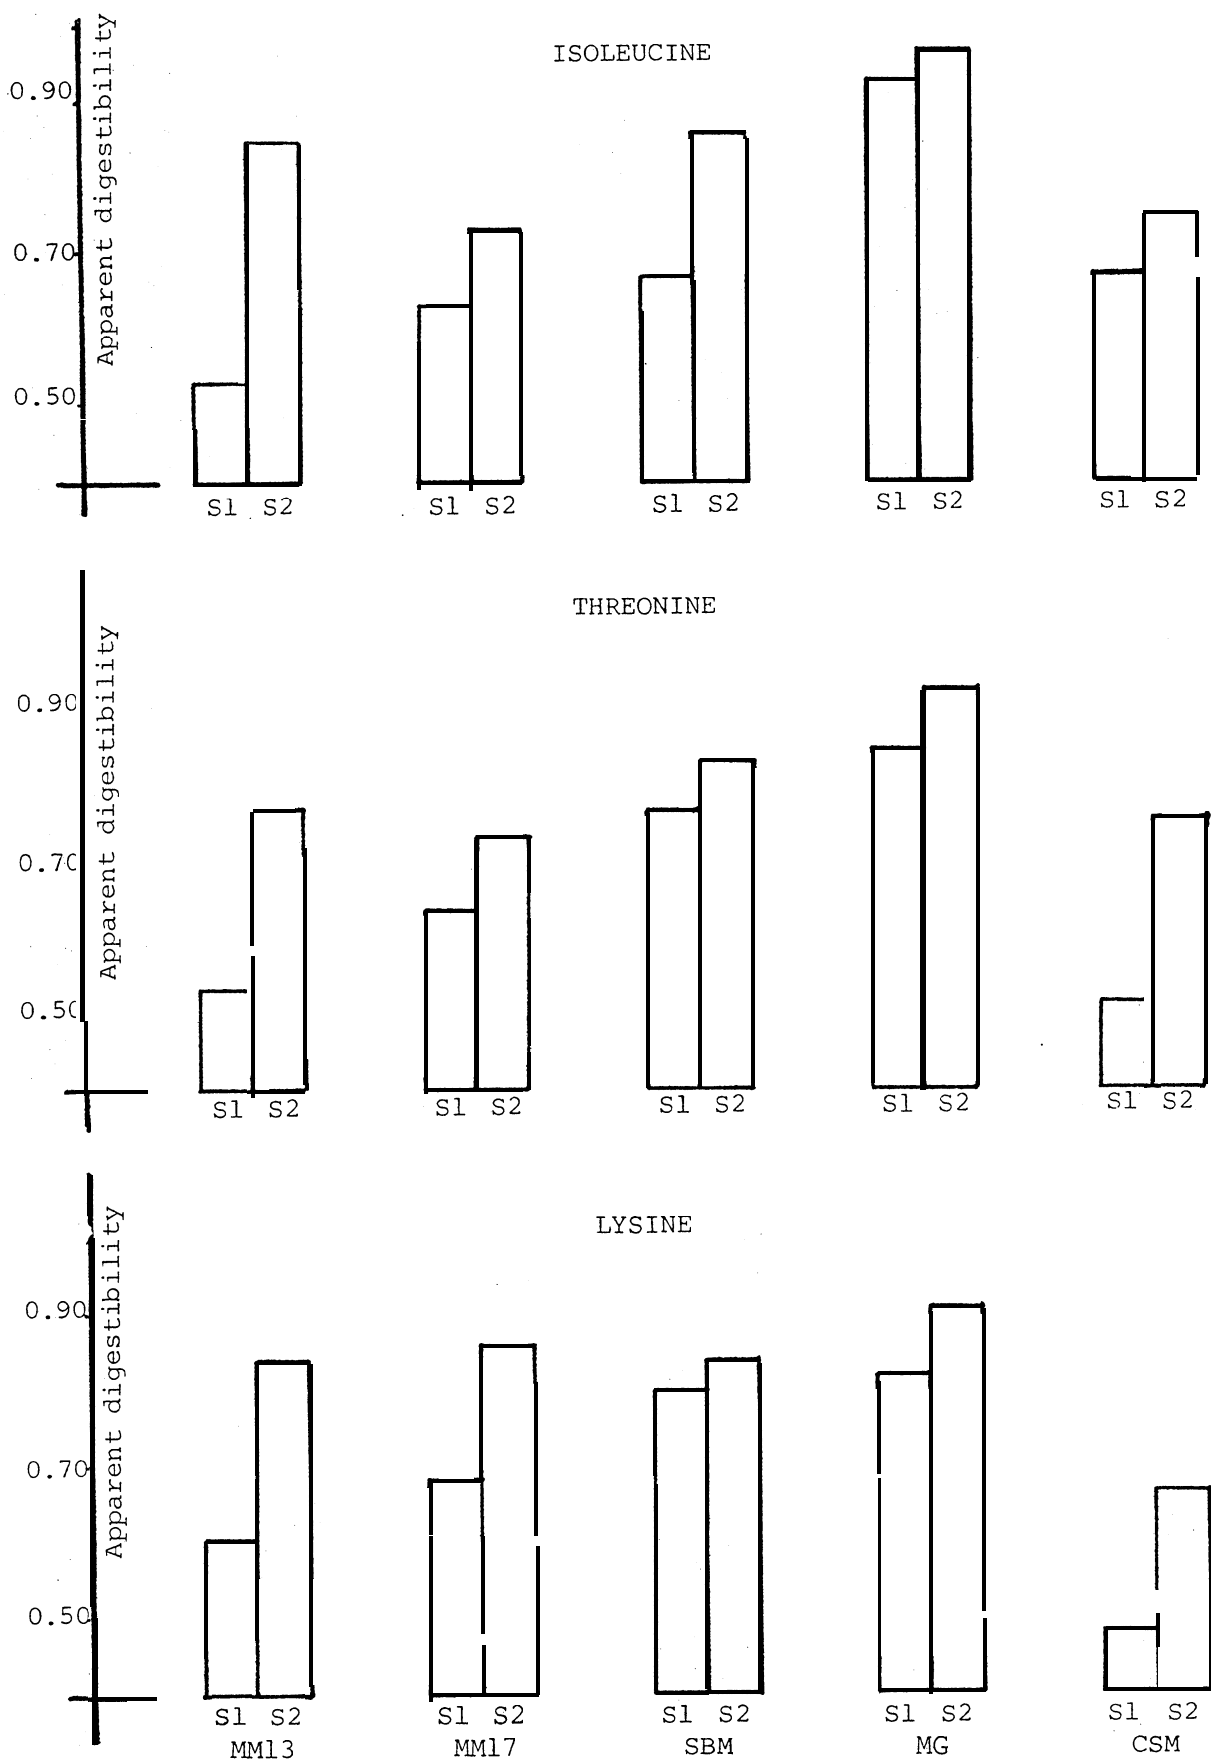 ISOLEUCINE
Apparent digestibility
0.90
0.70
0.50
S1 S2 S1 S2 S1 S2 S1 S2 S1 S2
THREONINE
Apparent digestibility
0.90
0.70
0.50
S1 S2 S1 S2 S1 S2 S1 S2 S1 S2
LYSINE
Apparent digestibility
0.90
0.70
0.50
S1 S2 S1 S2 S1 S2 S1 S2 S1 S2
MM13 MM17 SBM MG CSM